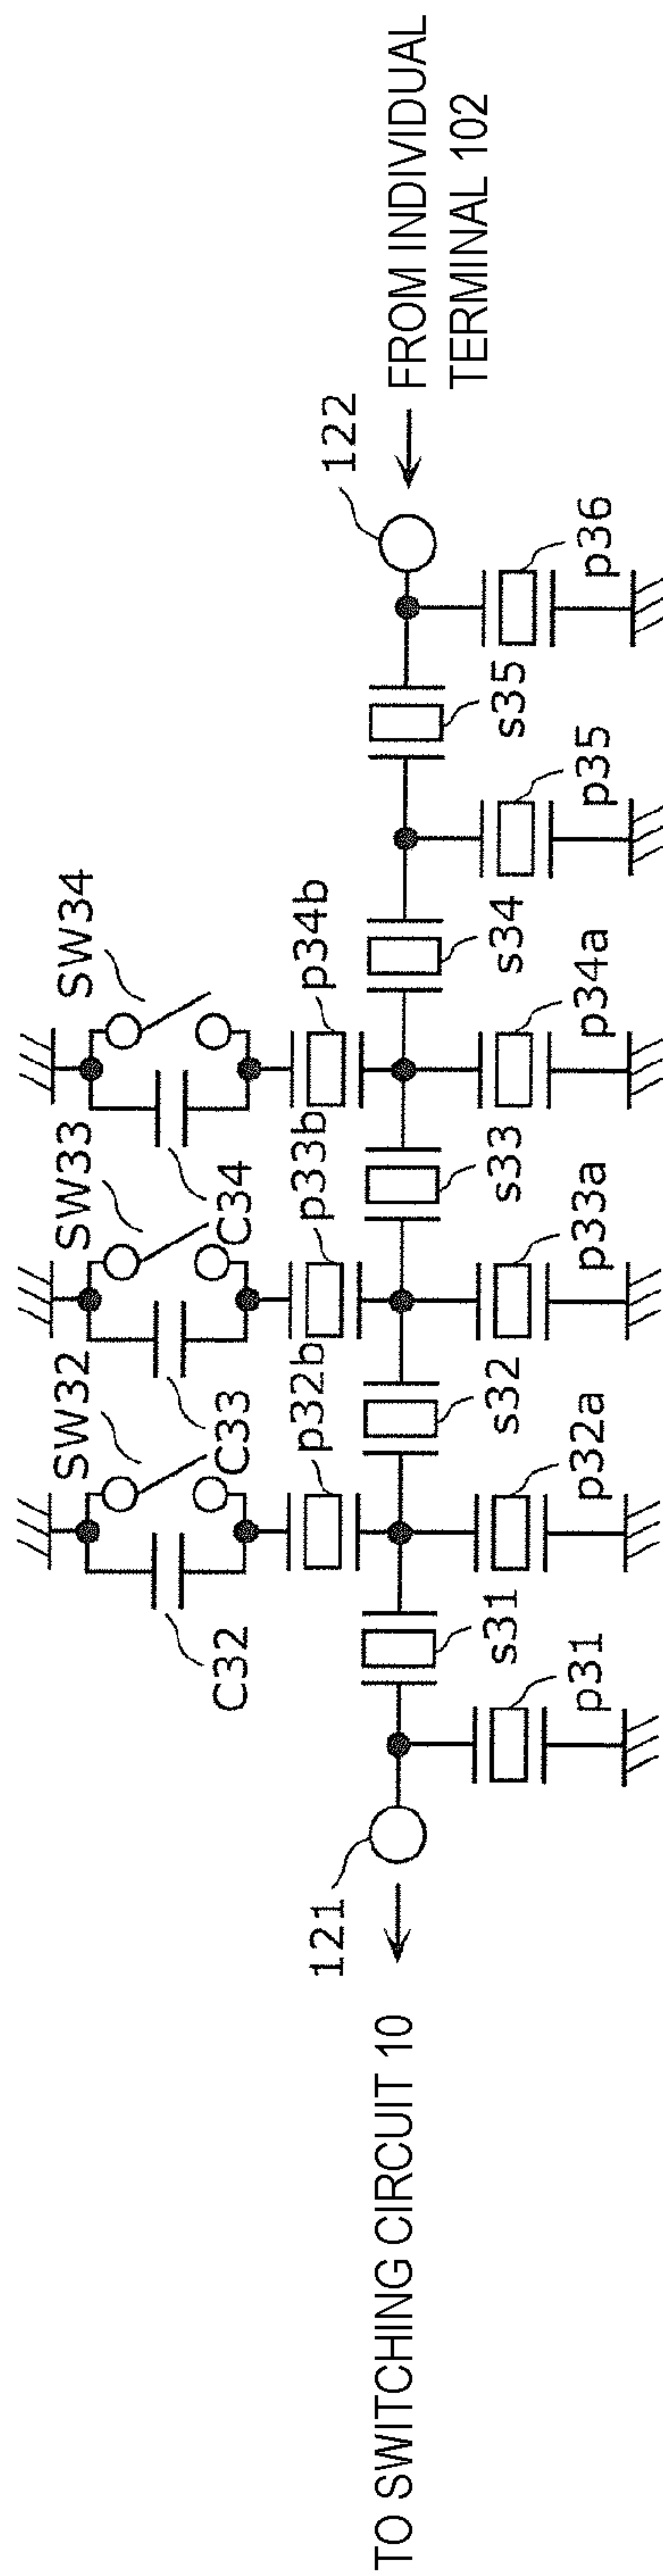 SW32
SW33
SW34
C32
C33
C34
p32b
p33b
p34b
121
122
TO SWITCHING CIRCUIT 10
FROM INDIVIDUAL
TERMINAL 102
s31
s32
s33
s34
s35
p31
p32a
p33a
p34a
p35
p36